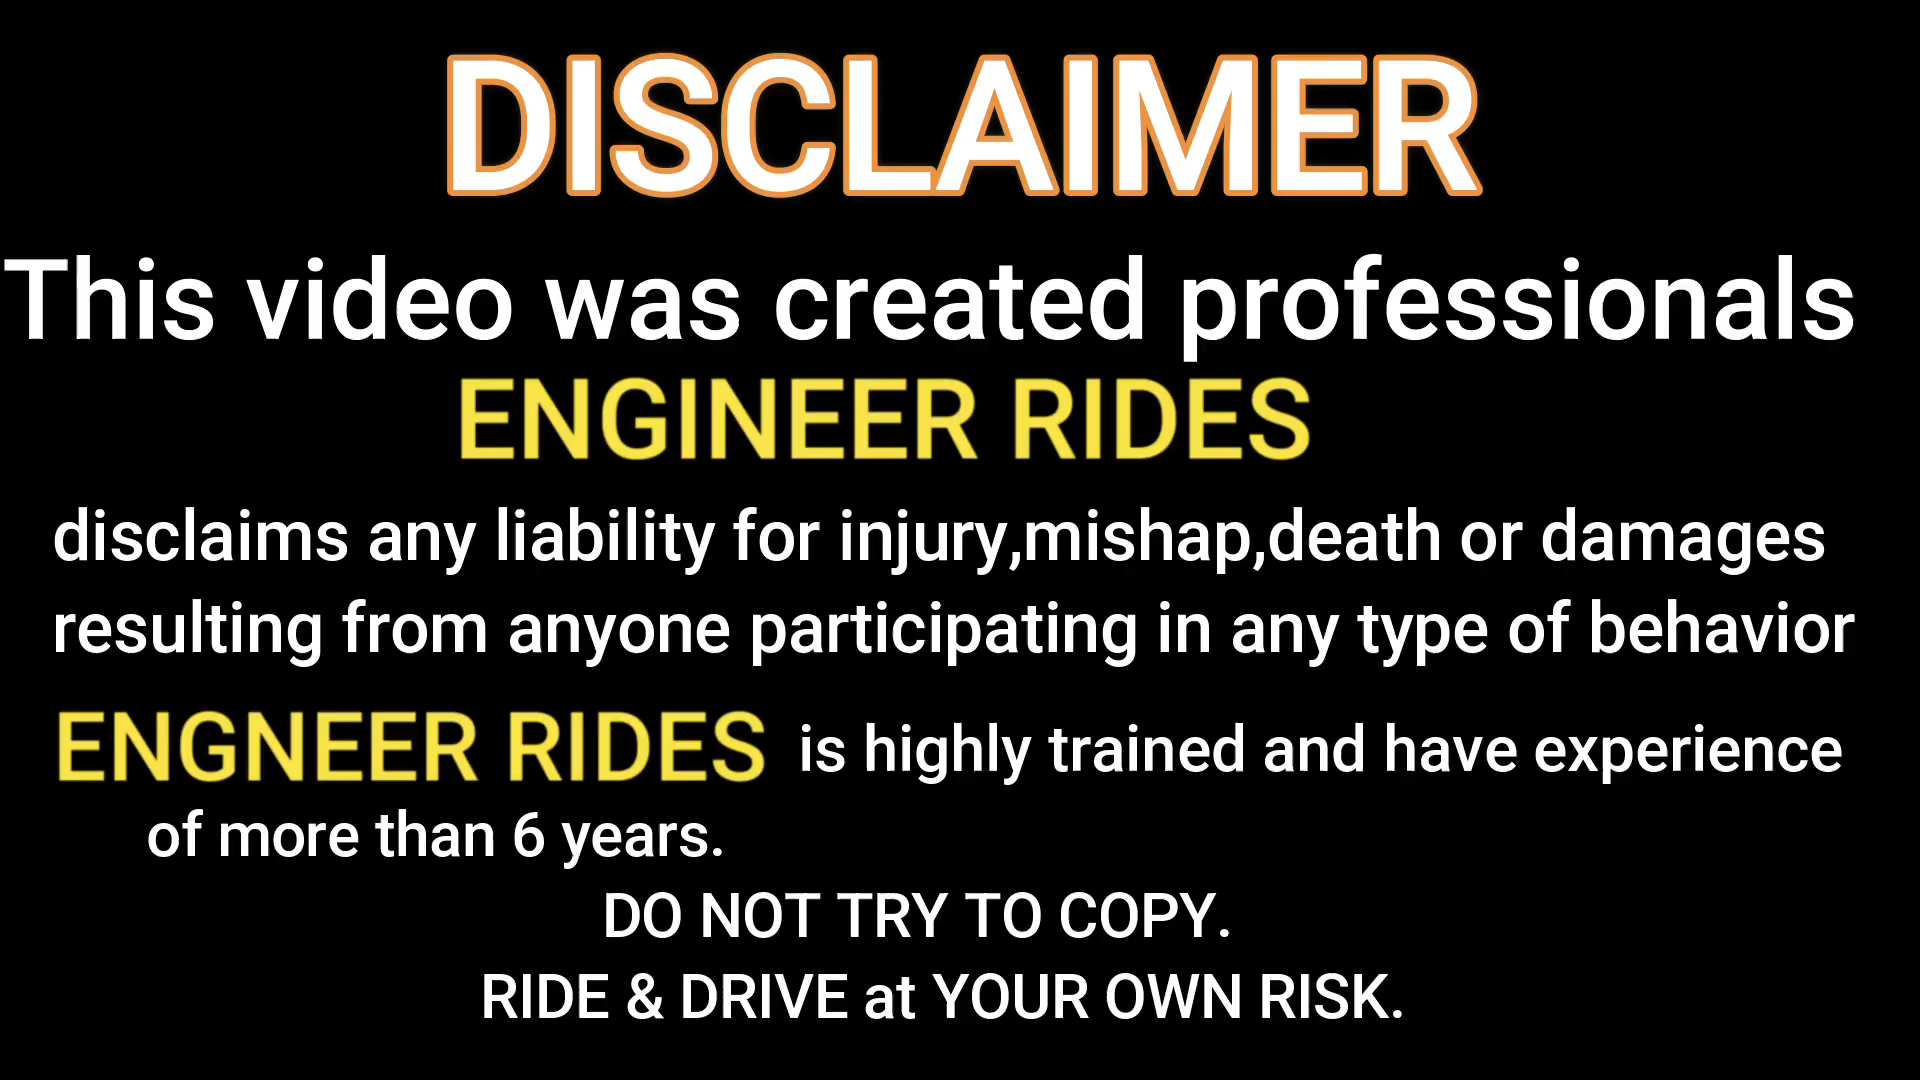 DISCLAIMER
This video was created professionals
ENGINEER RIDES
disclaims any liability for injury,mishap,death or damages
resulting from anyone participating in any type of behavior
ENGNEER RIDES is highly trained and have experience
of more than 6 years.
DO NOT TRY TO COPY.
RIDE & DRIVE at YOUR OWN RISK.